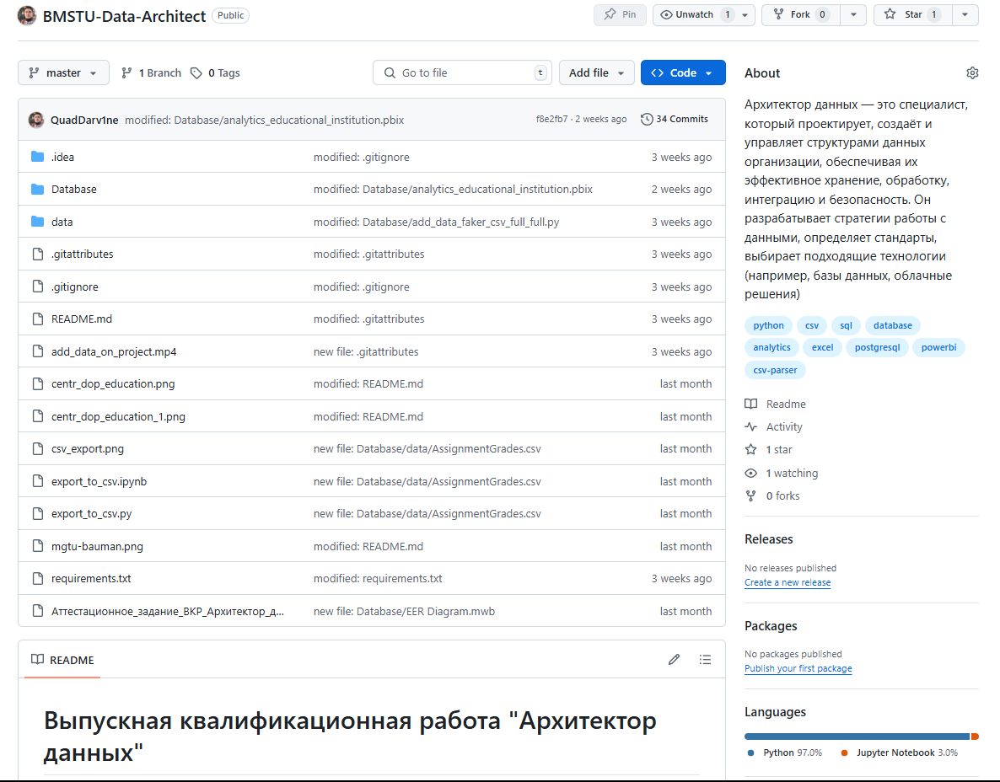 BMSTU-Data-Architect Public
Pin Unwatch 1 Fork 0 Star 1
master 1 Branch 0 Tags Go to file t Add file Code
QuadDarv1ne modified: Database/analytics_educational_institution.pbix f8e2fb7 · 2 weeks ago 34 Commits
.idea modified: .gitignore 3 weeks ago
Database modified: Database/analytics_educational_institution.pbix 2 weeks ago
data modified: Database/add_data_faker_csv_full_full.py 3 weeks ago
.gitattributes modified: .gitattributes 3 weeks ago
.gitignore modified: .gitignore 3 weeks ago
README.md modified: .gitattributes 3 weeks ago
add_data_on_project.mp4 new file: .gitattributes 3 weeks ago
centr_dop_education.png modified: README.md last month
centr_dop_education_1.png modified: README.md last month
csv_export.png new file: Database/data/AssignmentGrades.csv last month
export_to_csv.ipynb new file: Database/data/AssignmentGrades.csv last month
export_to_csv.py new file: Database/data/AssignmentGrades.csv last month
mgtu-bauman.png modified: README.md last month
requirements.txt modified: requirements.txt 3 weeks ago
Аттестационное_задание_ВКР_Архитектор_д... new file: Database/EER Diagram.mwb last month
README
Выпускная квалификационная работа "Архитектор
данных"
About
Архитектор данных — это специалист,
который проектирует, создаёт и
управляет структурами данных
организации, обеспечивая их
эффективное хранение, обработку,
интеграцию и безопасность. Он
разрабатывает стратегии работы с
данными, определяет стандарты,
выбирает подходящие технологии
(например, базы данных, облачные
решения)
python csv sql database
analytics excel postgresql powerbi
csv-parser
Readme
Activity
1 star
1 watching
0 forks
Releases
No releases published
Create a new release
Packages
No packages published
Publish your first package
Languages
Python 97.0% Jupyter Notebook 3.0%